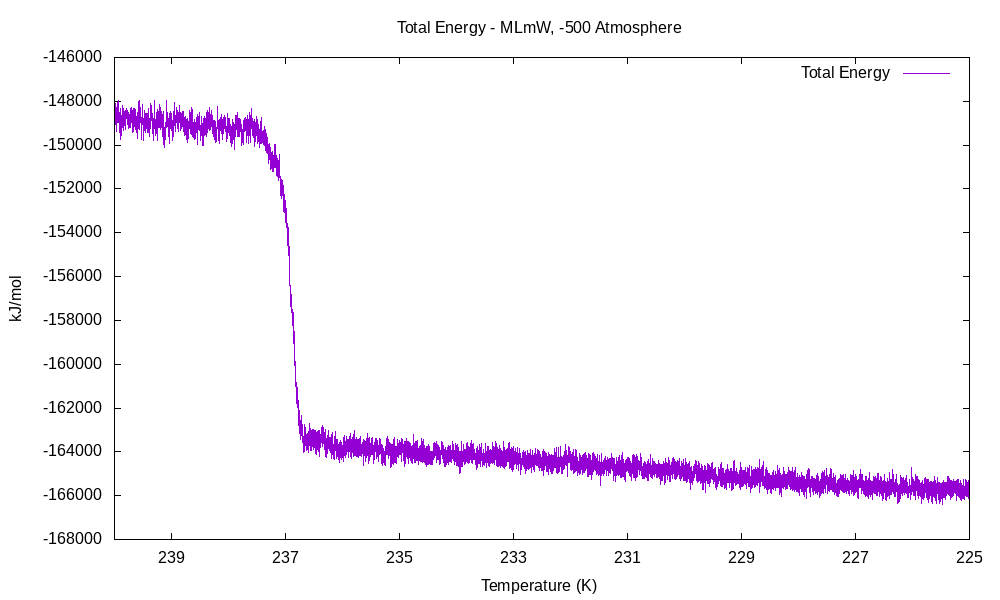 Total Energy - MLmW, -500 Atmosphere
Total Energy
-146000
-148000
-150000
-152000
-154000
-156000
-158000
-160000
-162000
-164000
-166000
-168000
kJ/mol
239 237 235 233 231 229 227 225
Temperature (K)